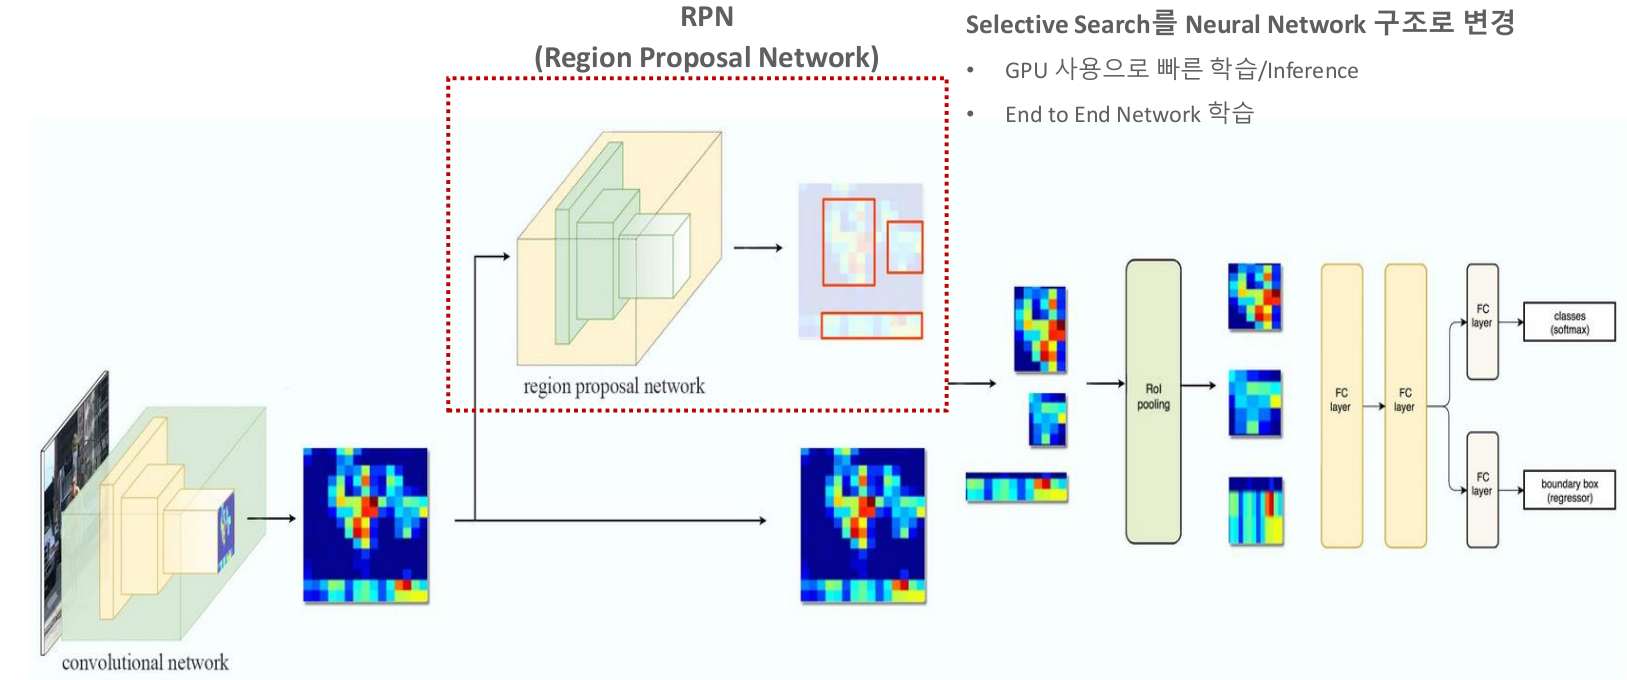 RPN
(Region Proposal Network)
Selective Search를 Neural Network 구조로 변경
• GPU 사용으로 빠른 학습/Inference
• End to End Network 학습
region proposal network
convolutional network
RoI
pooling
FC
layer
FC
layer
FC
layer
classes
(softmax)
FC
layer
boundary box
(regressor)